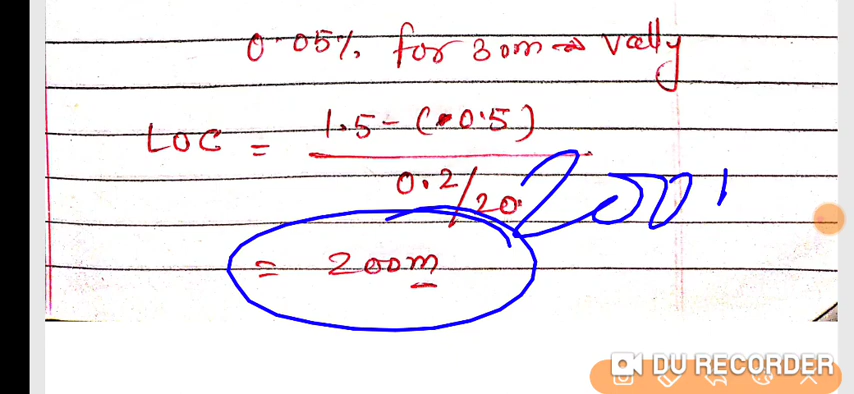 0.05% for 30m → vally
LOC = 1.5 - (-0.5)
0.2/20
200
= 200m
DU RECORDER